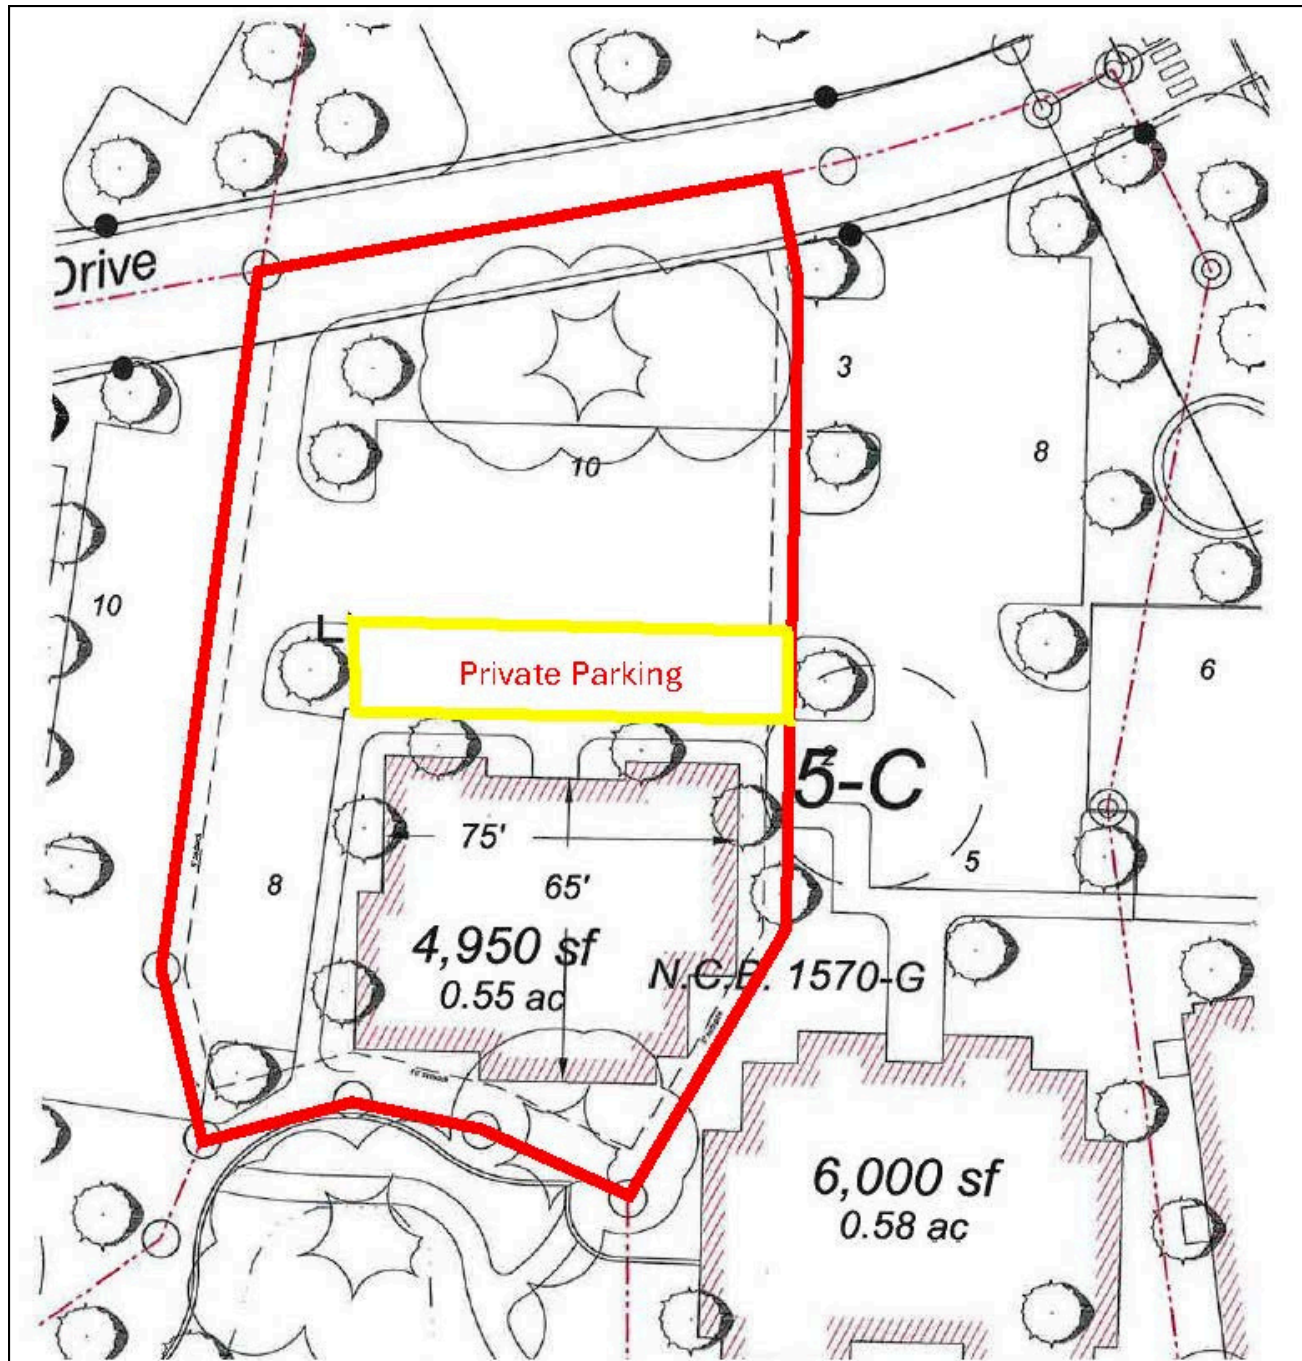 Drive
3
8
10
10
6
Private Parking
5-C
75'
5
8
65'
4,950 sf
0.55 ac
N.C.B. 1570-G
6,000 sf
0.58 ac